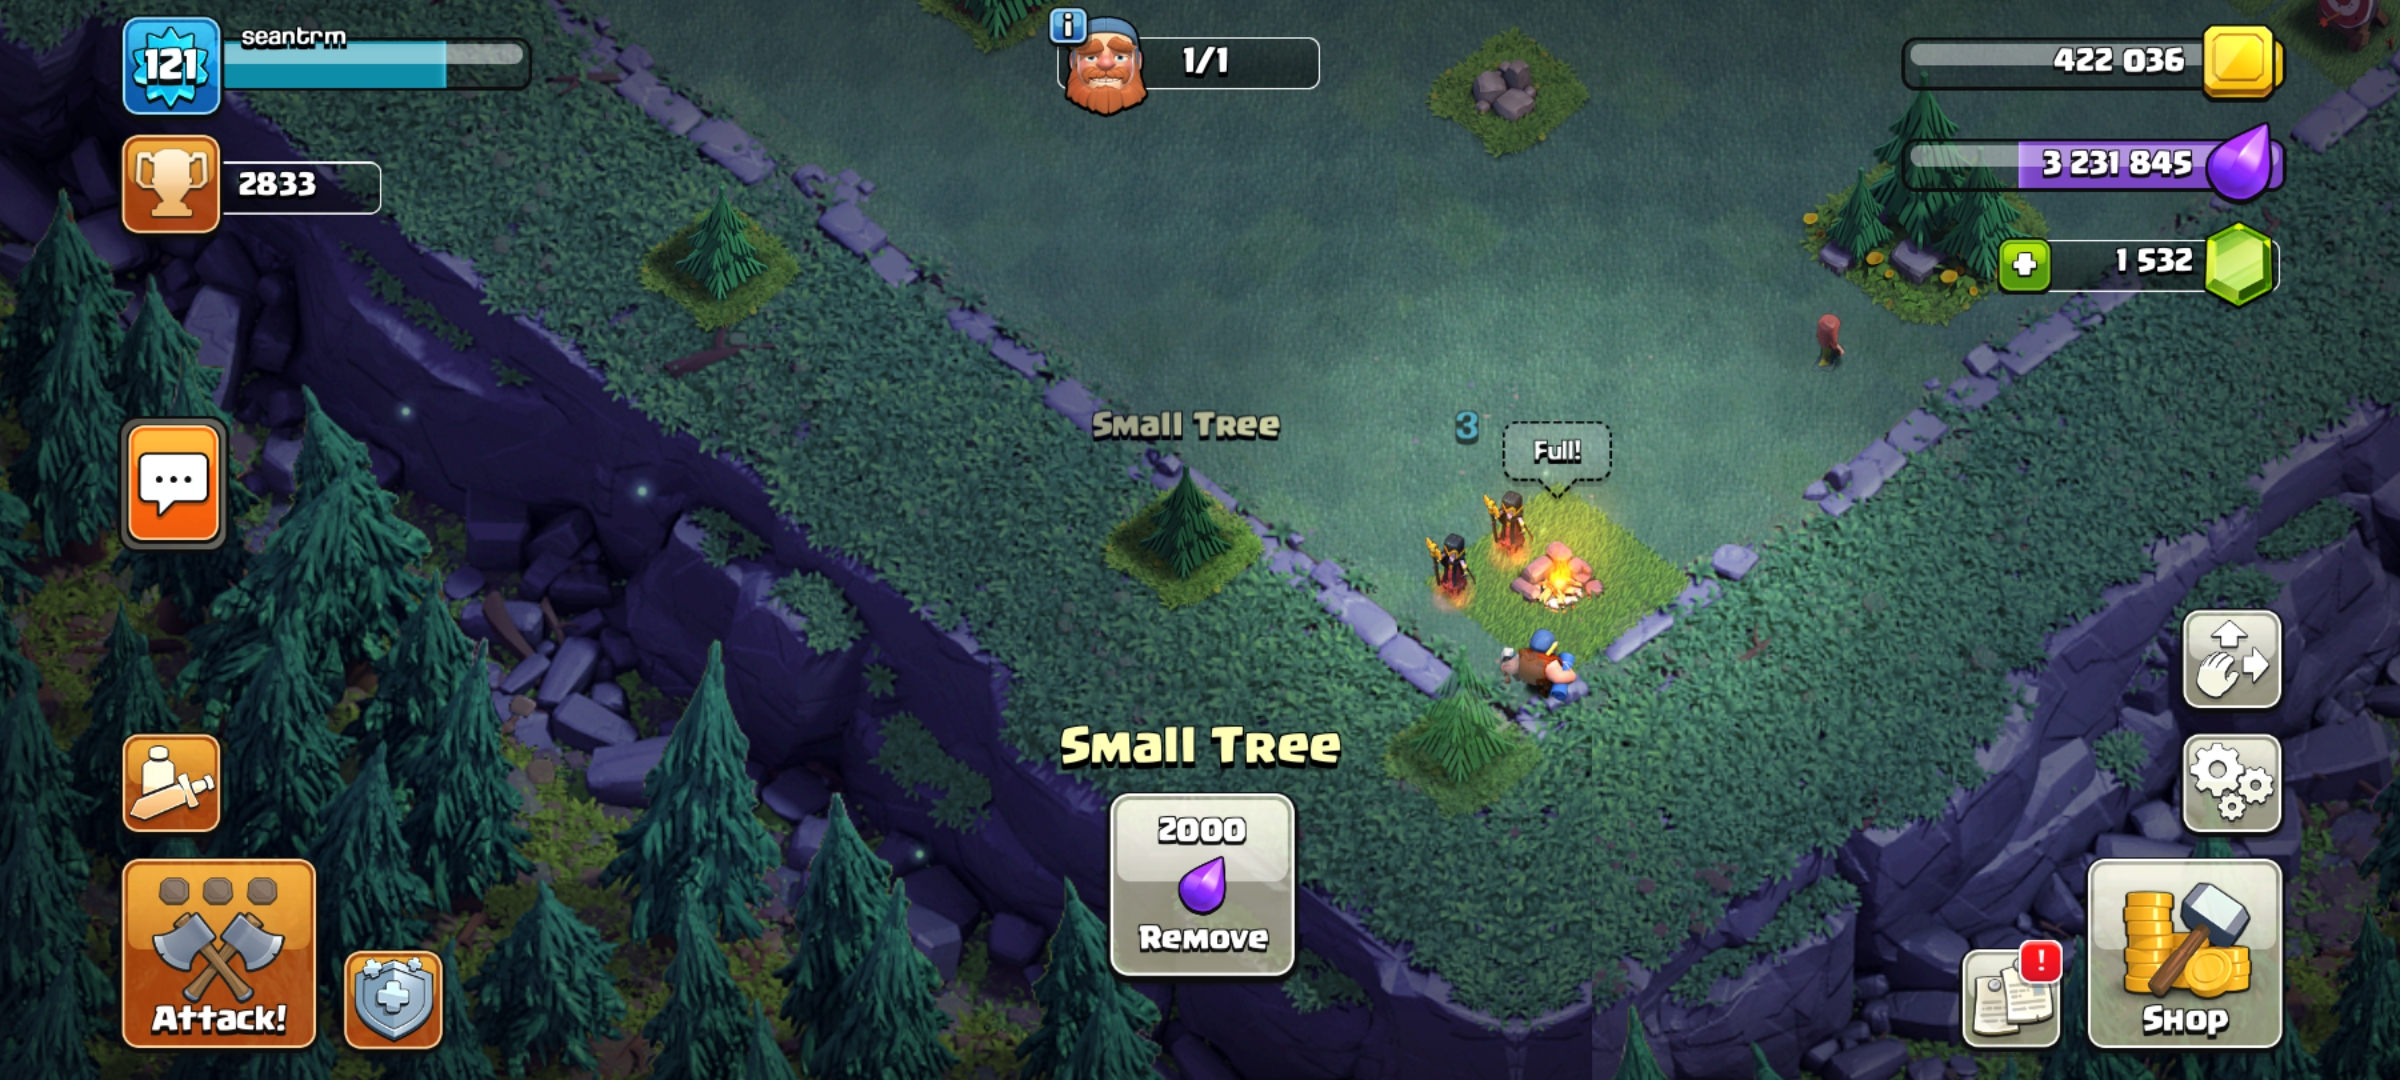 121
seantrm
i
1/1
422 036
2833
3 231 845
1 532
Small Tree
3
Full!
Small Tree
2000
Remove
Attack!
!
Shop